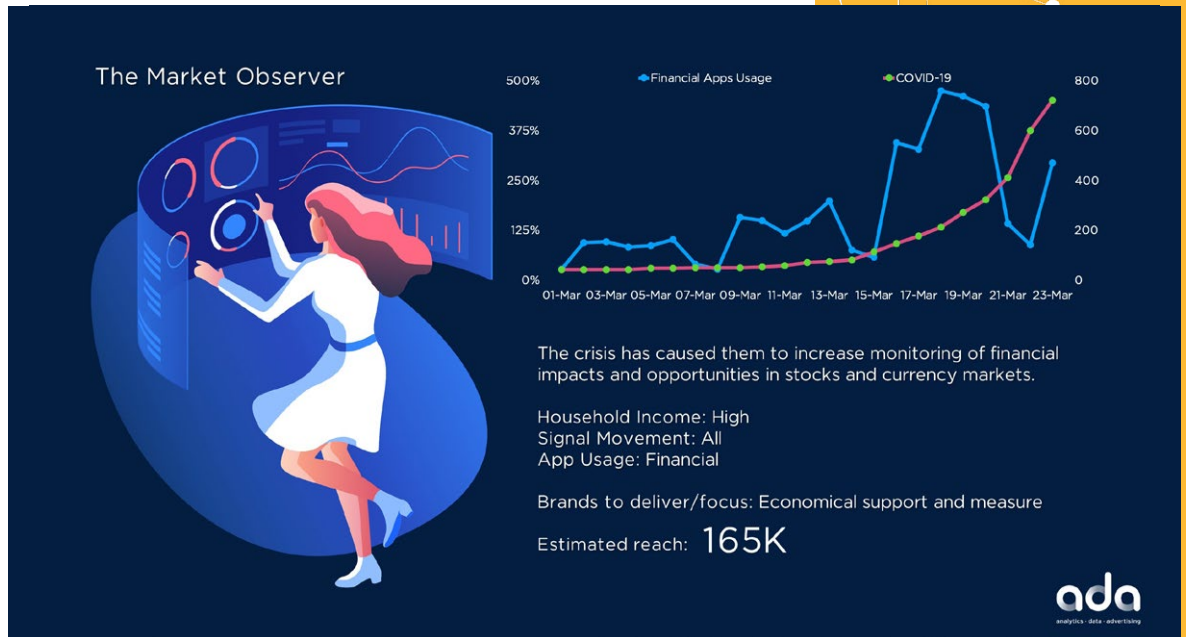 The Market Observer
500%
Financial Apps Usage
COVID-19
800
375%
600
250%
400
125%
200
0%
0
01-Mar 03-Mar 05-Mar 07-Mar 09-Mar 11-Mar 13-Mar 15-Mar 17-Mar 19-Mar 21-Mar 23-Mar
The crisis has caused them to increase monitoring of financial
impacts and opportunities in stocks and currency markets.
Household Income: High
Signal Movement: All
App Usage: Financial
Brands to deliver/focus: Economical support and measure
Estimated reach: 165K
ada
analytics · data · advertising